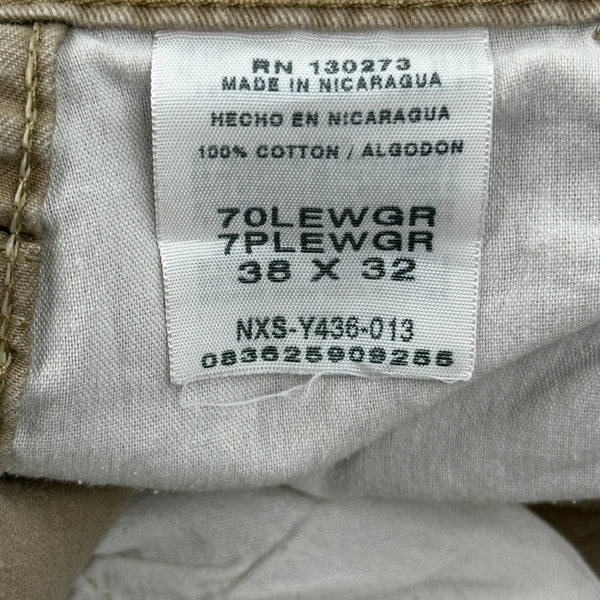 RN 130273
MADE IN NICARAGUA
HECHO EN NICARAGUA
100% COTTON / ALGODON
70LEWGR
7PLEWGR
38 X 32
NXS-Y436-013
083625909255